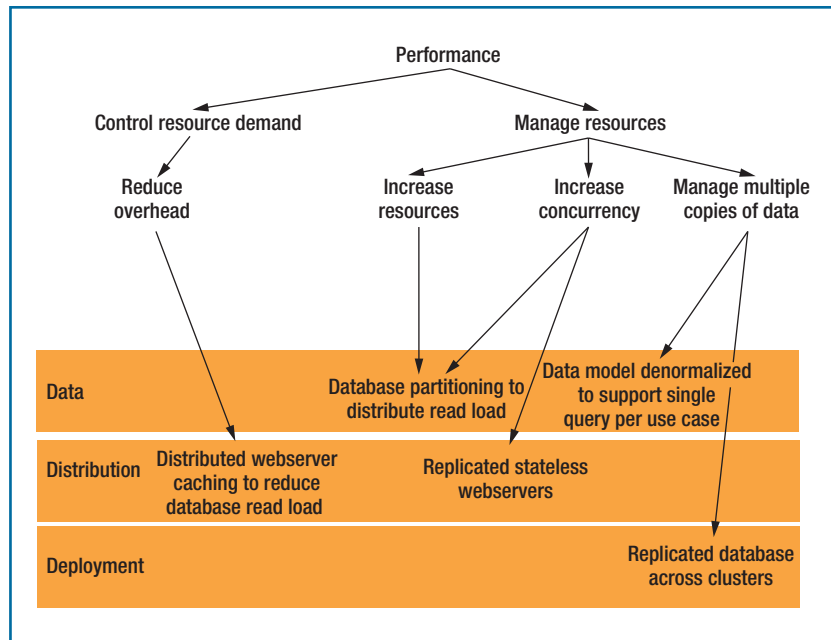 Performance
Control resource demand
Manage resources
Reduce
overhead
Increase
resources
Increase
concurrency
Manage multiple
copies of data
Data
Database partitioning to
distribute read load
Data model denormalized
to support single
query per use case
Distribution
Distributed webserver
caching to reduce
database read load
Replicated stateless
webservers
Deployment
Replicated database
across clusters